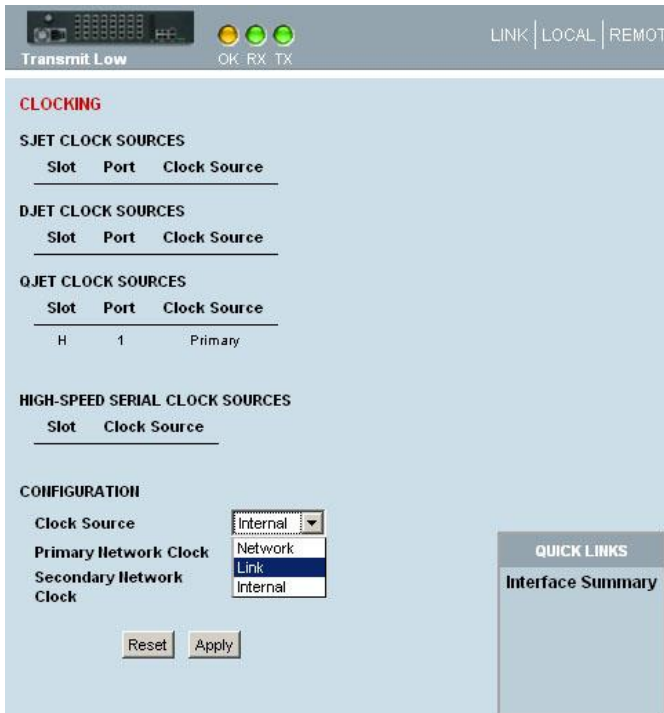 LINK LOCAL REMOT
Transmit Low OK RX TX
CLOCKING
SJET CLOCK SOURCES
Slot Port Clock Source
DJET CLOCK SOURCES
Slot Port Clock Source
QJET CLOCK SOURCES
Slot Port Clock Source
H 1 Primary
HIGH-SPEED SERIAL CLOCK SOURCES
Slot Clock Source
CONFIGURATION
Clock Source Internal
Primary Network Clock Network
Link
Secondary Network
Clock
Internal
Reset Apply
QUICK LINKS
Interface Summary